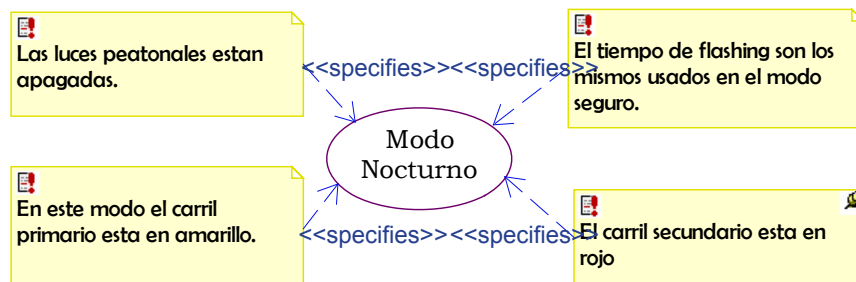 Las luces peatonales estan
apagadas.
<<specifies>>
<<specifies>>
El tiempo de flashing son los
mismos usados en el modo
seguro.
Modo
Nocturno
En este modo el carril
primario esta en amarillo.
<<specifies>>
<<specifies>>
El carril secundario esta en
rojo